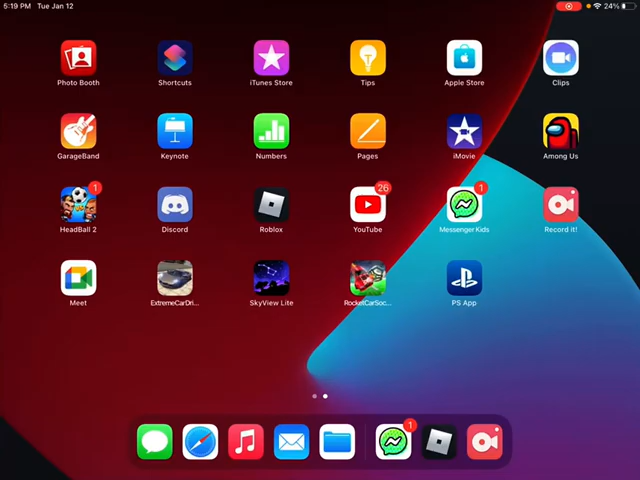 5:19 PM Tue Jan 12
24%
Photo Booth
Shortcuts
iTunes Store
Tips
Apple Store
Clips
GarageBand
Keynote
Numbers
Pages
iMovie
Among Us
1
26
1
HeadBall 2
Discord
Roblox
YouTube
Messenger Kids
Record it!
Meet
ExtremeCarDri...
SkyView Lite
RocketCarSoc...
PS App
1